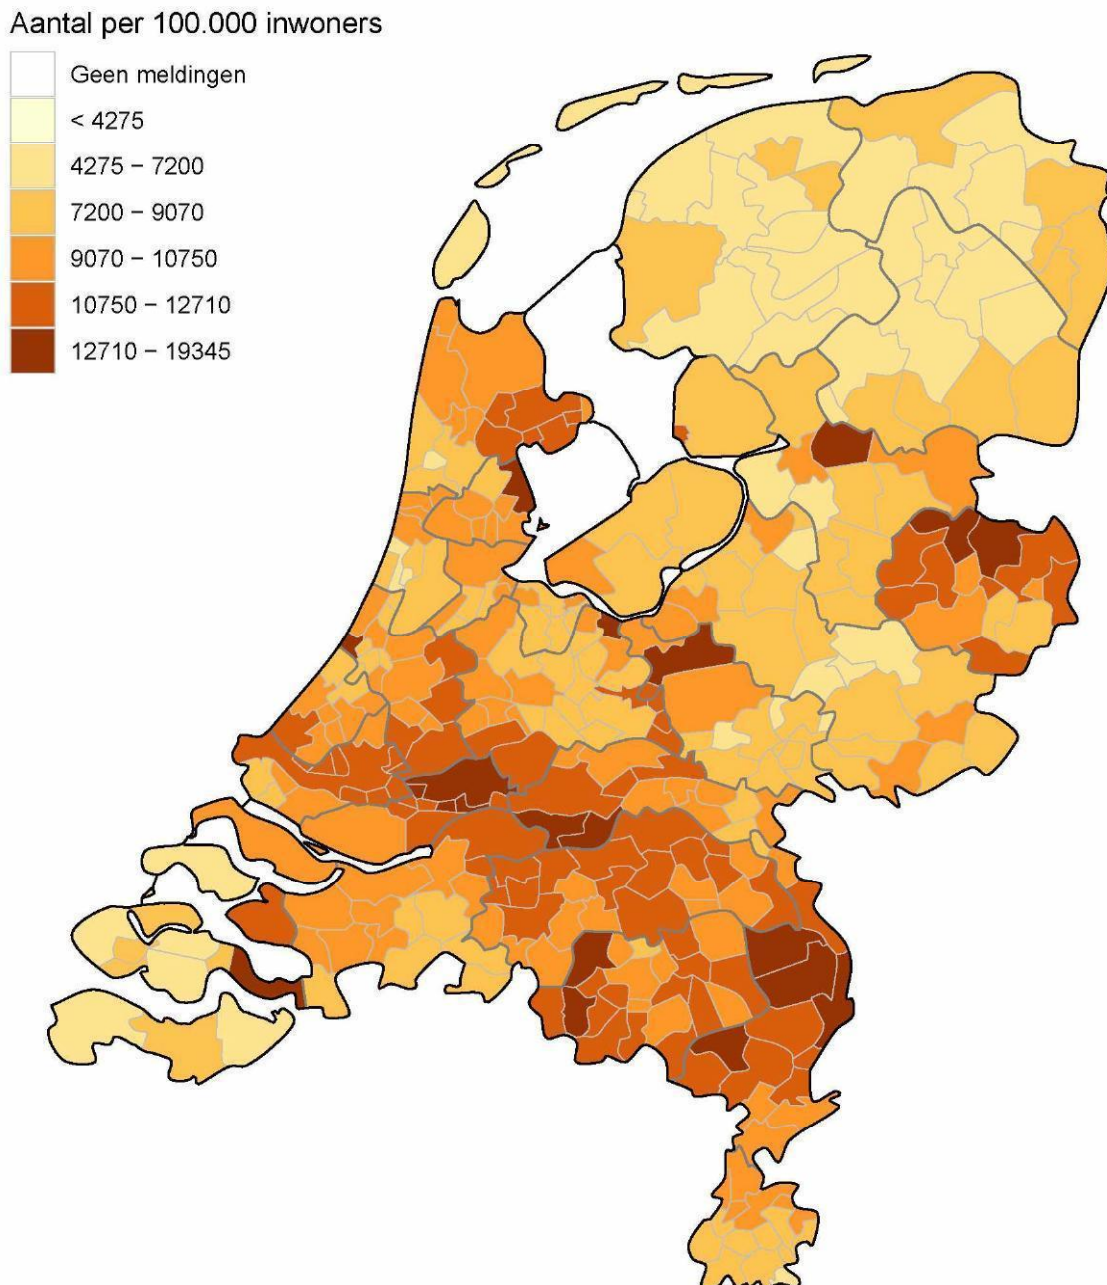 Aantal per 100.000 inwoners
Geen meldingen
< 4275
4275 − 7200
7200 − 9070
9070 − 10750
10750 − 12710
12710 − 19345